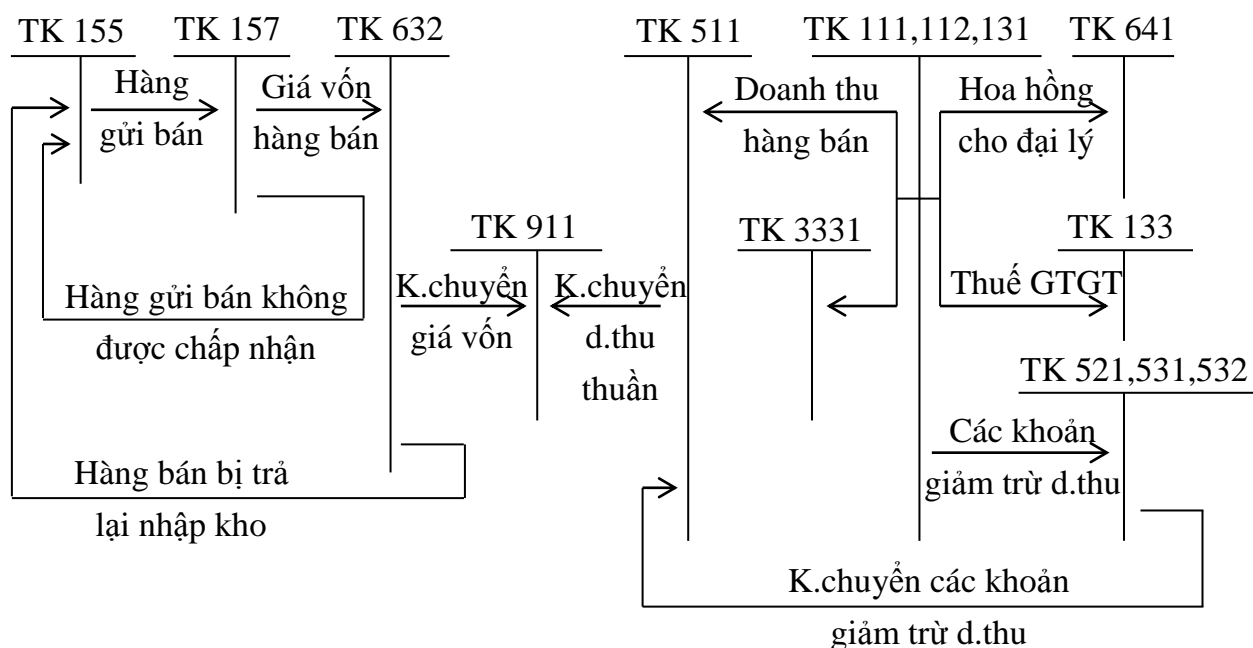 TK 155
TK 157
TK 632
TK 511
TK 111,112,131
TK 641
Hàng
gửi bán
Giá vốn
hàng bán
Doanh thu
hàng bán
Hoa hồng
cho đại lý
TK 911
TK 3331
TK 133
Hàng gửi bán không
được chấp nhận
K.chuyển
giá vốn
K.chuyển
d.thu
thuần
Thuế GTGT
TK 521,531,532
Các khoản
giảm trừ d.thu
Hàng bán bị trả
lại nhập kho
K.chuyển các khoản
giảm trừ d.thu